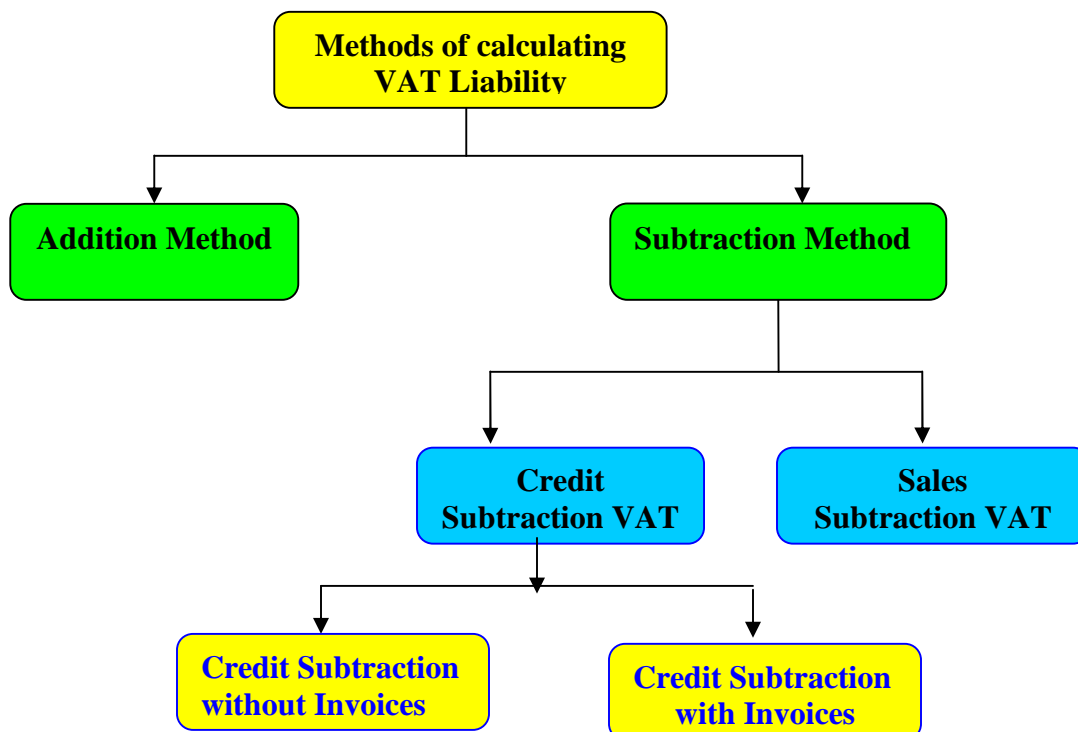 Methods of calculating
VAT Liability
Addition Method
Subtraction Method
Credit
Subtraction VAT
Sales
Subtraction VAT
Credit Subtraction
without Invoices
Credit Subtraction
with Invoices